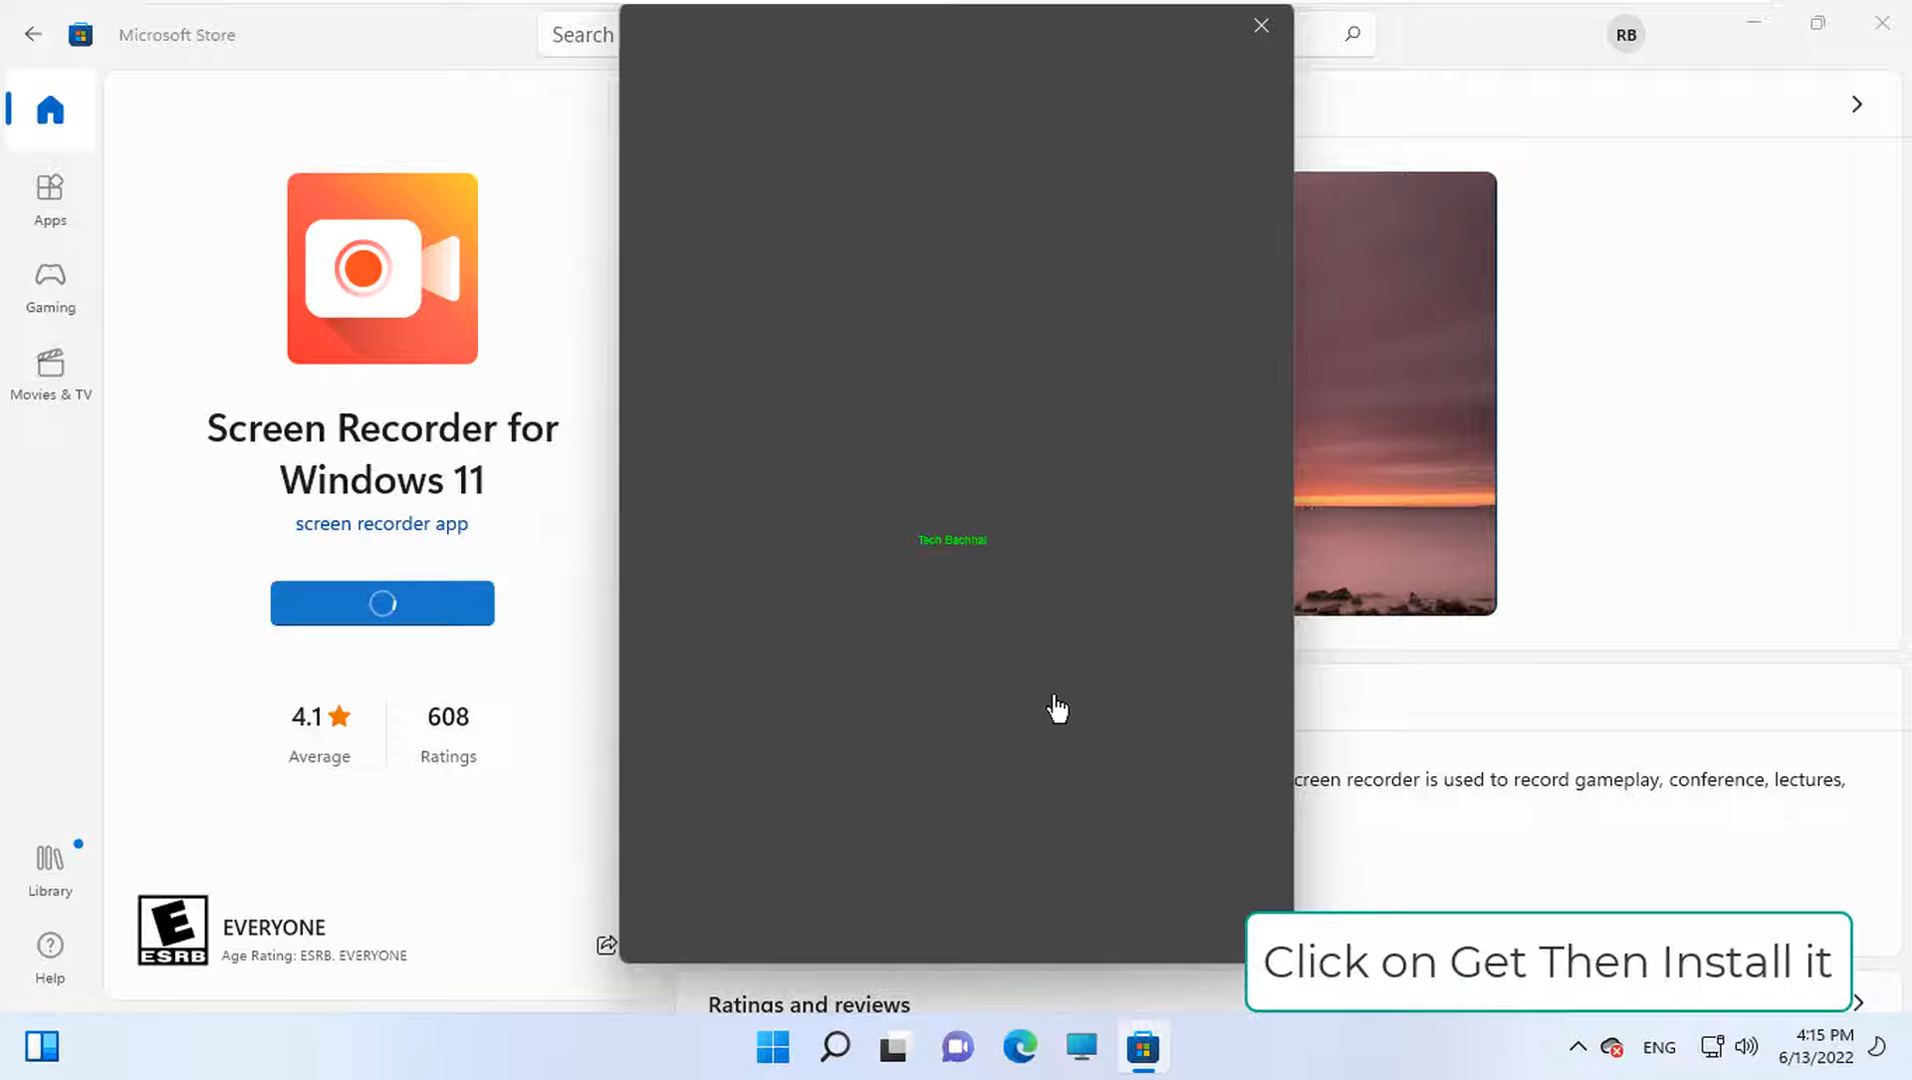 Microsoft Store
Search
RB
Apps
Gaming
Movies & TV
Screen Recorder for
Windows 11
screen recorder app
Tech Bachhal
4.1
608
Average
Ratings
creen recorder is used to record gameplay, conference, lectures,
Library
E
ESRB
EVERYONE
Age Rating: ESRB. EVERYONE
Help
Click on Get Then Install it
Ratings and reviews
ENG
4:15 PM
6/13/2022